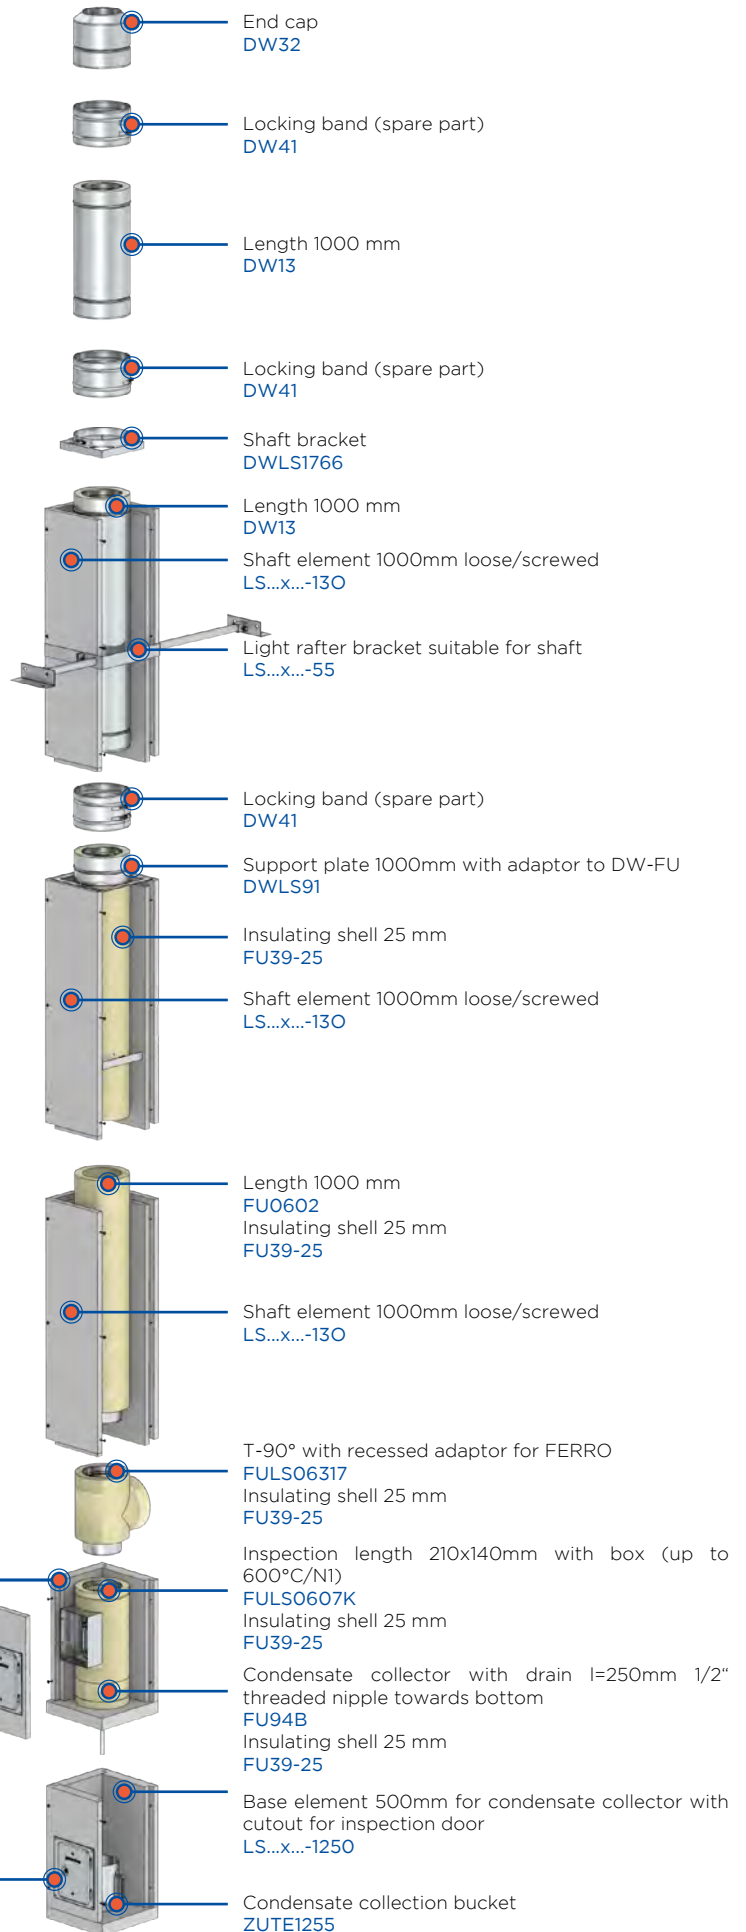 End cap
DW32
Locking band (spare part)
DW41
Length 1000 mm
DW13
Locking band (spare part)
DW41
Shaft bracket
DWLS1766
Length 1000 mm
DW13
Shaft element 1000mm loose/screwed
LS...x...-13O
Light rafter bracket suitable for shaft
LS...x...-55
Locking band (spare part)
DW41
Support plate 1000mm with adaptor to DW-FU
DWLS91
Insulating shell 25 mm
FU39-25
Shaft element 1000mm loose/screwed
LS...x...-13O
Length 1000 mm
FU0602
Insulating shell 25 mm
FU39-25
Shaft element 1000mm loose/screwed
LS...x...-13O
T-90° with recessed adaptor for FERRO
FULS06317
Insulating shell 25 mm
FU39-25
Inspection length 210x140mm with box (up to
600°C/N1)
FULS0607K
Insulating shell 25 mm
FU39-25
Condensate collector with drain l=250mm 1/2“
threaded nipple towards bottom
FU94B
Insulating shell 25 mm
FU39-25
Base element 500mm for condensate collector with
cutout for inspection door
LS...x...-1250
Condensate collection bucket
ZUTE1255